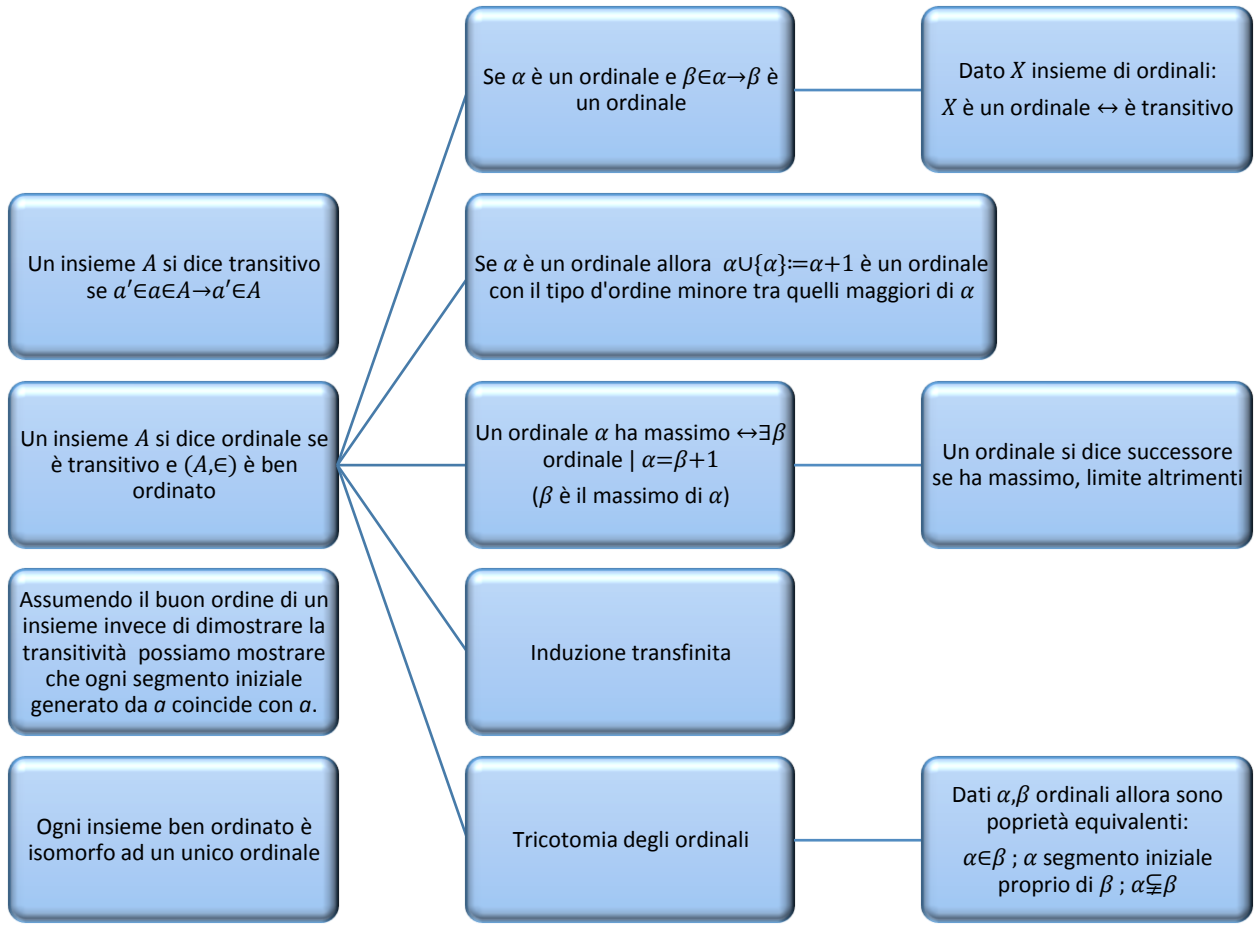 Se α è un ordinale e β∈α→β è
un ordinale
Dato X insieme di ordinali:
X è un ordinale ↔ è transitivo
Un insieme A si dice transitivo
se a′∈a∈A→a′∈A
Se α è un ordinale allora α∪{α}≔α+1 è un ordinale
con il tipo d'ordine minore tra quelli maggiori di α
Un insieme A si dice ordinale se
è transitivo e (A,∈) è ben
ordinato
Un ordinale α ha massimo ↔∃β
ordinale | α=β+1
(β è il massimo di α)
Un ordinale si dice successore
se ha massimo, limite altrimenti
Assumendo il buon ordine di un
insieme invece di dimostrare la
transitività possiamo mostrare
che ogni segmento iniziale
generato da a coincide con a.
Induzione transfinita
Ogni insieme ben ordinato è
isomorfo ad un unico ordinale
Tricotomia degli ordinali
Dati α,β ordinali allora sono
poprietà equivalenti:
α∈β ; α segmento iniziale
proprio di β ; α⫋β